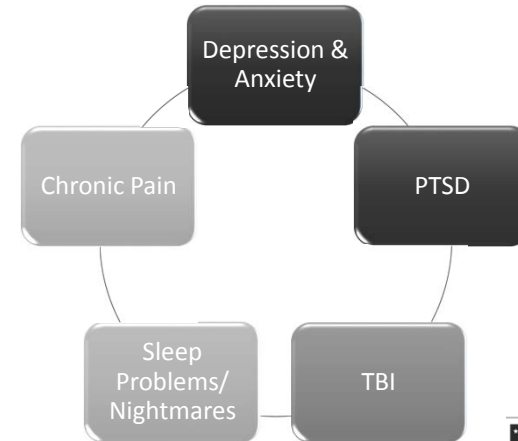 Depression &
Anxiety
PTSD
TBI
Sleep
Problems/
Nightmares
Chronic Pain